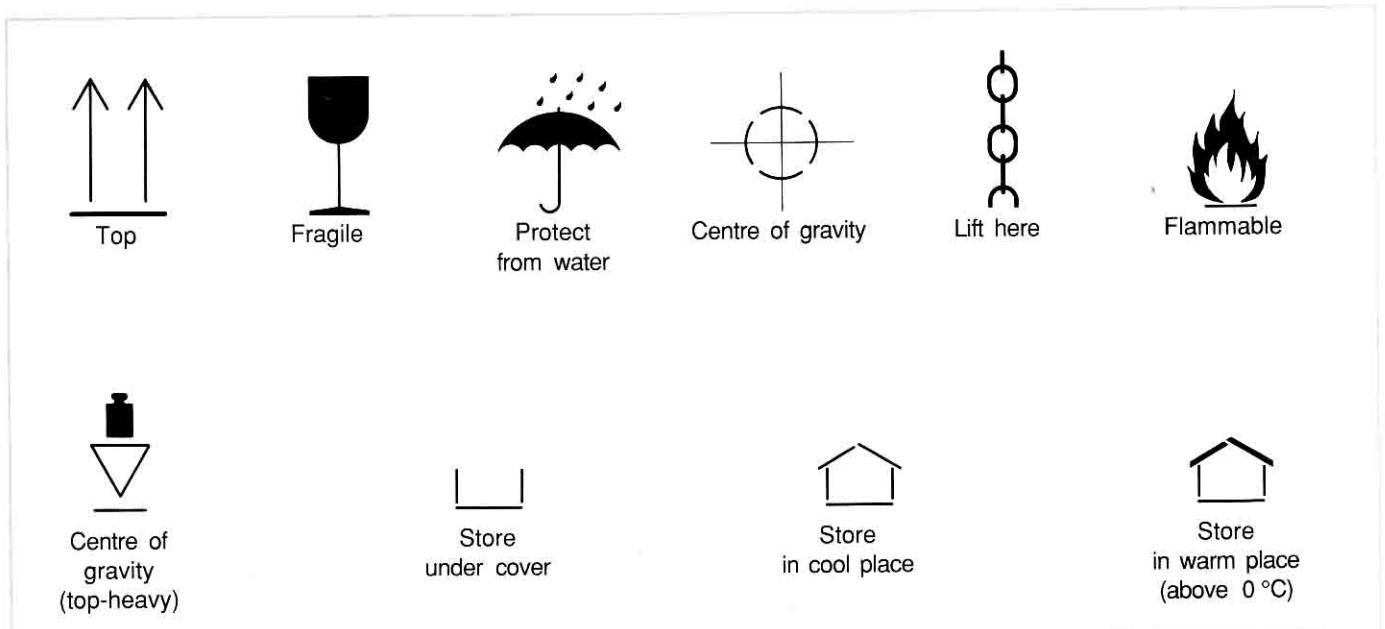 Top
Fragile
Protect
from water
Centre of gravity
Lift here
Flammable
Centre of
gravity
(top-heavy)
Store
under cover
Store
in cool place
Store
in warm place
(above 0 °C)